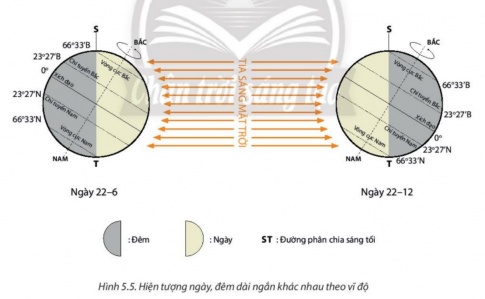 S
BẮC
66°33'B
23°27'B
0°
23°27'N
66°33'N
NAM
T
Vòng cực Bắc
Chí tuyến Bắc
Xích đạo
Chí tuyến Nam
Vòng cực Nam
Ngày 22–6
TIA SÁNG MẶT TRỜI
Chân trời sáng tạo
S
BẮC
Vòng cực Bắc
Chí tuyến Bắc
Xích đạo
Chí tuyến Nam
Vòng cực Nam
66°33'B
23°27'B
0°
23°27'N
66°33'N
NAM
T
Ngày 22–12
: Đêm
: Ngày
ST : Đường phân chia sáng tối
Hình 5.5. Hiện tượng ngày, đêm dài ngắn khác nhau theo vĩ độ